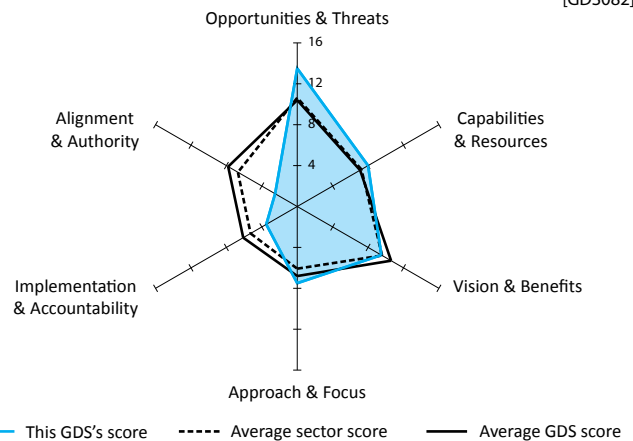 [GDS082]
Opportunities & Threats
16
12
8
4
Alignment
& Authority
Capabilities
& Resources
Implementation
& Accountability
Vision & Benefits
Approach & Focus
This GDS's score
Average sector score
Average GDS score